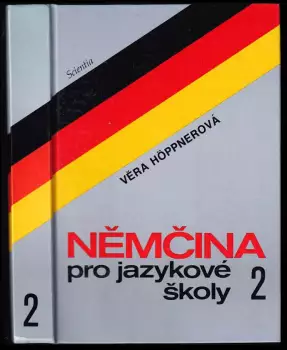 Scientia
VĚRA HÖPPNEROVÁ
NĚMČINA
pro jazykové
školy 2
2